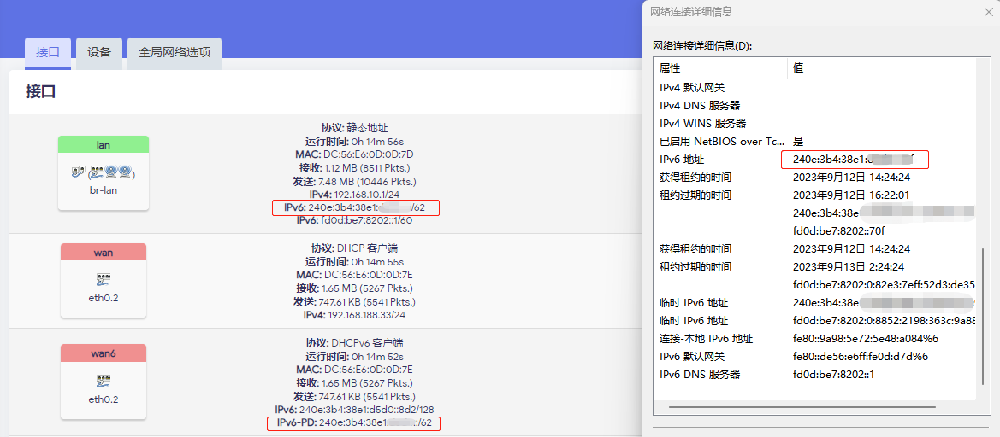 接口
设备
全局网络选项
接口
lan
br-lan
协议: 静态地址
运行时间: 0h 14m 56s
MAC: DC:56:E6:0D:0D:7D
接收: 1.12 MB (8511 Pkts.)
发送: 7.48 MB (10446 Pkts.)
IPv4: 192.168.10.1/24
IPv6: 240e:3b4:38e1: /62
IPv6: fd0d:be7:8202::1/60
wan
eth0.2
协议: DHCP 客户端
运行时间: 0h 14m 55s
MAC: DC:56:E6:0D:0D:7E
接收: 1.65 MB (5267 Pkts.)
发送: 747.61 KB (5541 Pkts.)
IPv4: 192.168.188.33/24
wan6
eth0.2
协议: DHCPv6 客户端
运行时间: 0h 14m 52s
MAC: DC:56:E6:0D:0D:7E
接收: 1.65 MB (5267 Pkts.)
发送: 747.61 KB (5541 Pkts.)
IPv6: 240e:3b4:38e1:d5d0::8d2/128
IPv6-PD: 240e:3b4:38e1: ::/62
网络连接详细信息
网络连接详细信息(D):
属性 值
IPv4 默认网关
IPv4 DNS 服务器
IPv4 WINS 服务器
已启用 NetBIOS over Tc... 是
IPv6 地址 240e:3b4:38e1:
获得租约的时间 2023年9月12日 14:24:24
租约过期的时间 2023年9月12日 16:22:01
240e:3b4:38e
fd0d:be7:8202::70f
获得租约的时间 2023年9月12日 14:24:24
租约过期的时间 2023年9月13日 2:24:24
fd0d:be7:8202:0:82e3:7eff:52d3:de35
临时 IPv6 地址 240e:3b4:38e
临时 IPv6 地址 fd0d:be7:8202:0:8852:2198:363c:9a88
连接-本地 IPv6 地址 fe80::9a98:5e72:5e48:a084%6
IPv6 默认网关 fe80::de56:e6ff:fe0d:d7d%6
IPv6 DNS 服务器 fd0d:be7:8202::1